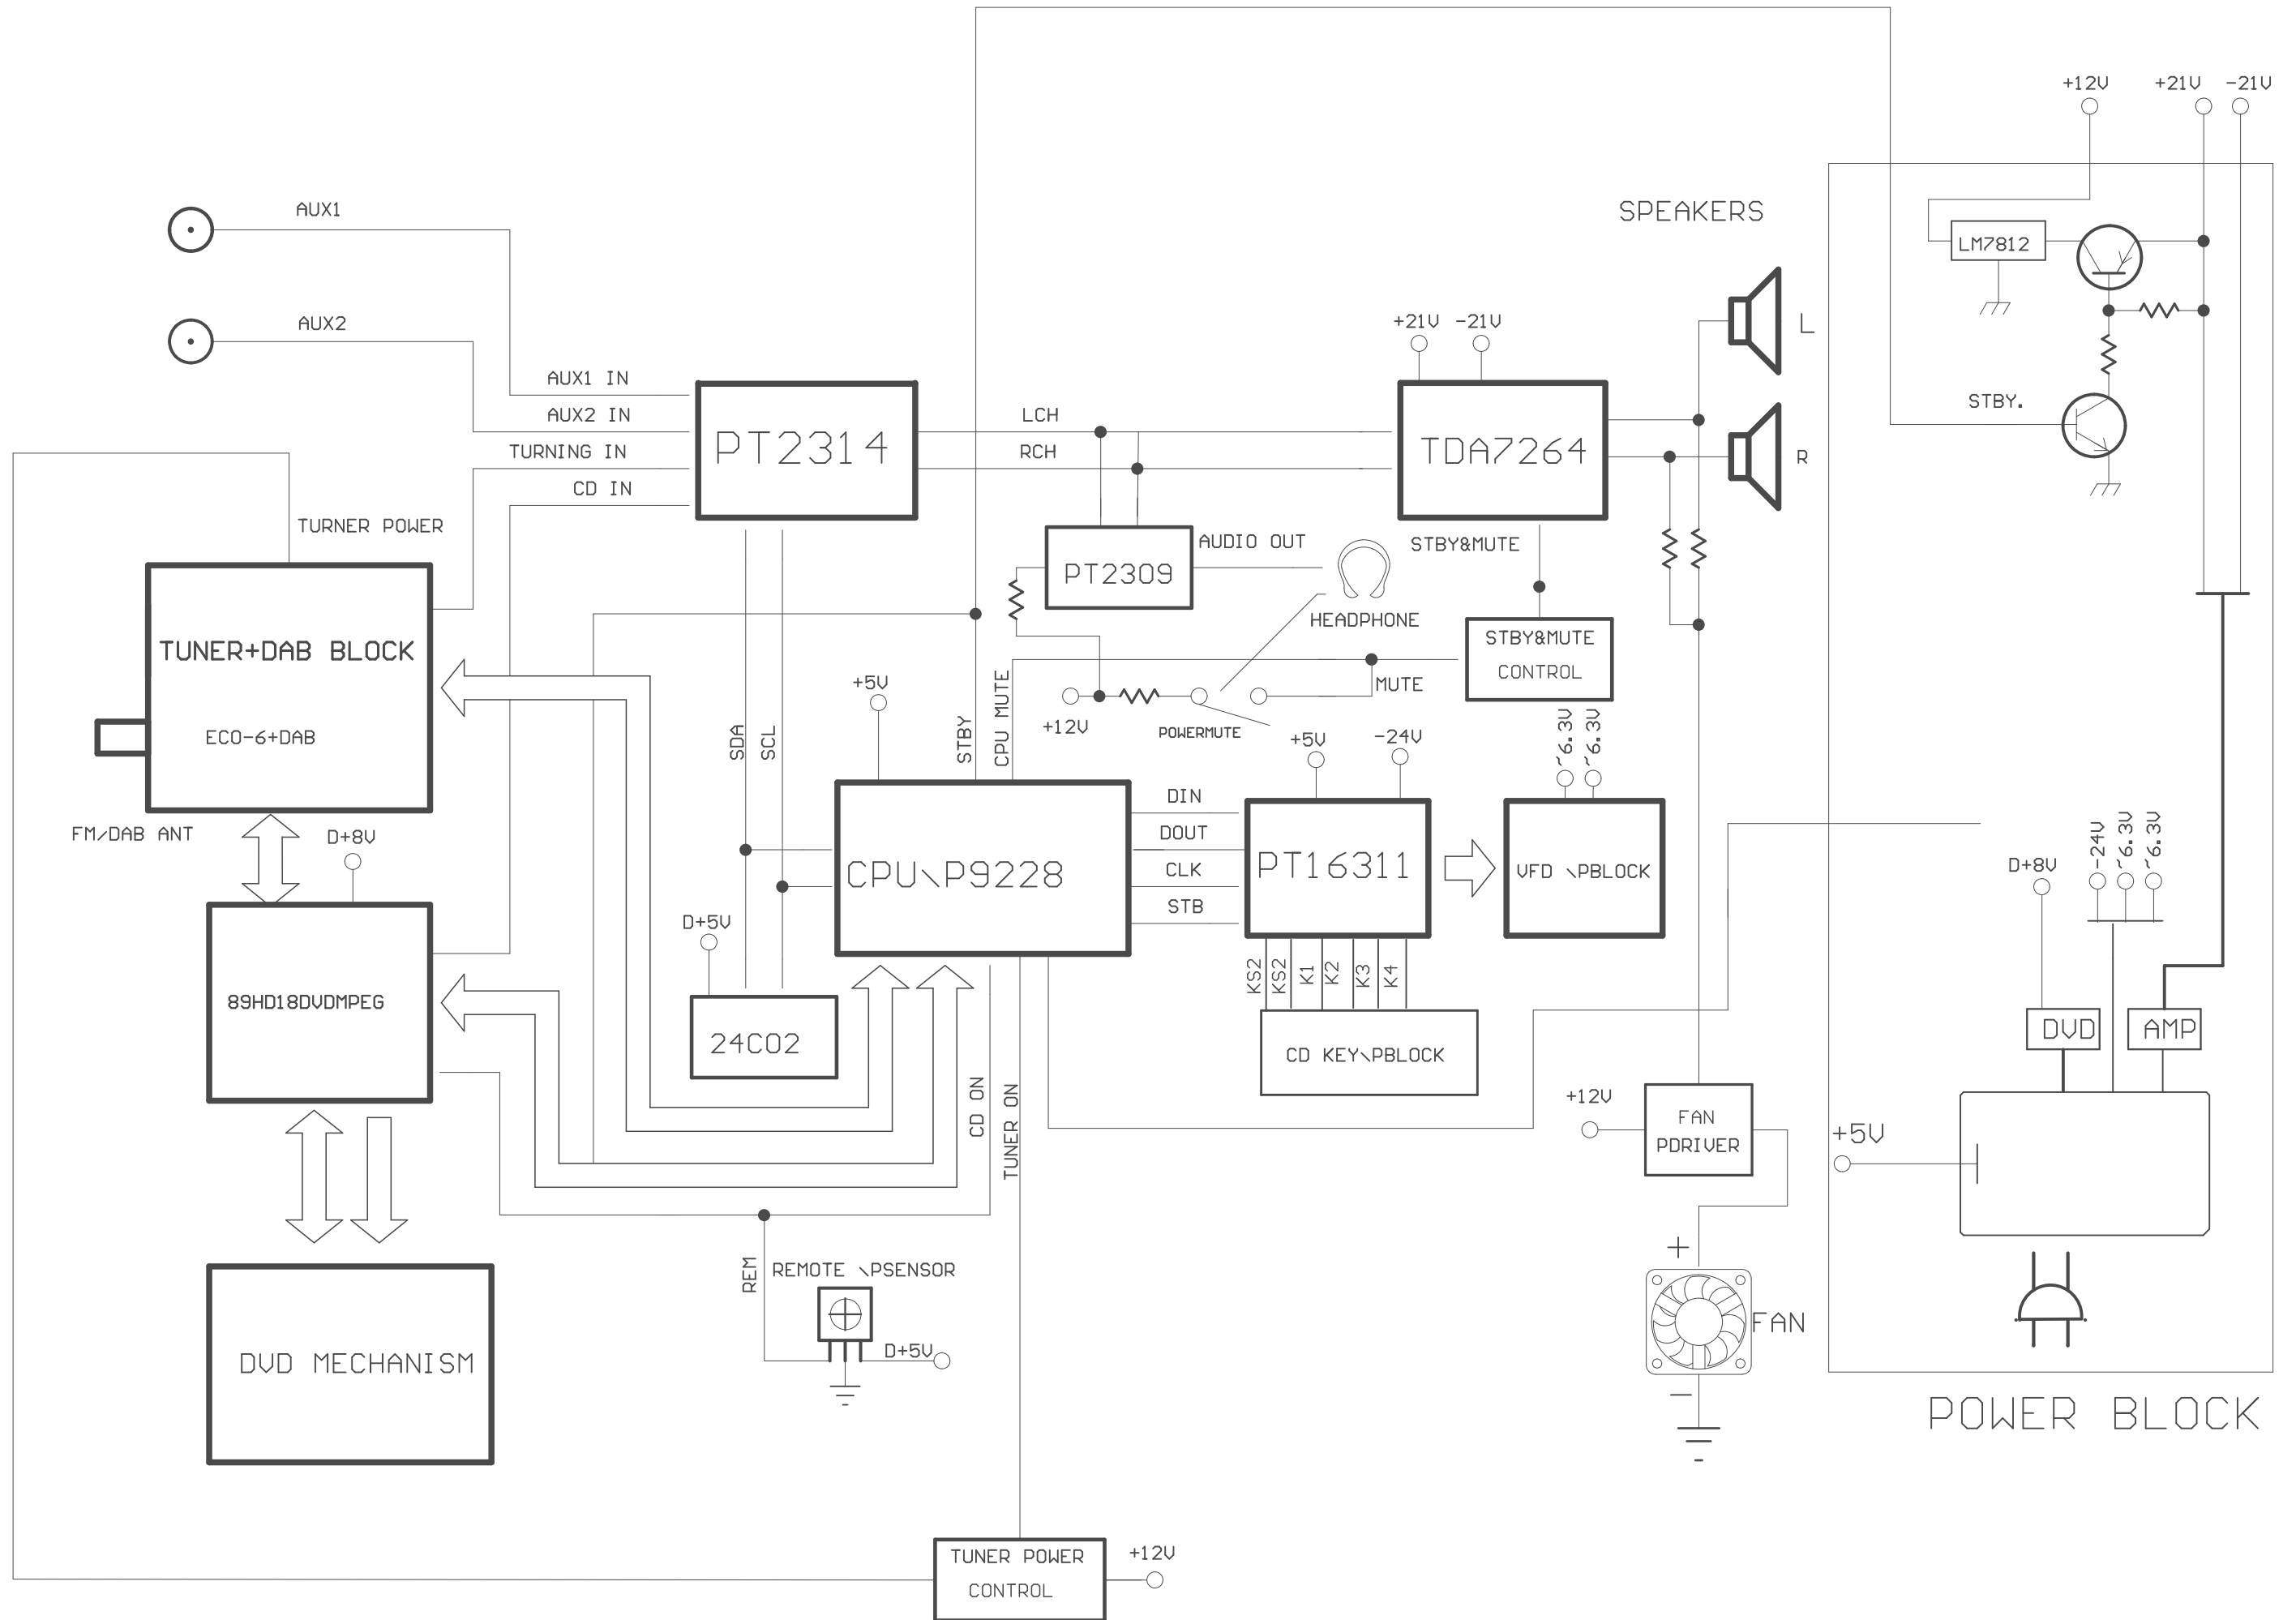 +12V
+21V
-21V
AUX1
SPEAKERS
LM7812
AUX2
+21V
-21V
L
AUX1 IN
AUX2 IN
TURNING IN
CD IN
PT2314
LCH
RCH
TDA7264
R
STBY.
TURNER POWER
AUDIO OUT
STBY&MUTE
PT2309
HEADPHONE
TUNER+DAB BLOCK
ECO-6+DAB
STBY&MUTE
CONTROL
+5V
SDA
SCL
STBY
CPU MUTE
+12V
POWERMUTE
MUTE
+5V
-24V
~6.3V
~6.3V
FM/DAB ANT
D+8V
DIN
DOUT
CLK
STB
CPU\P9228
PT16311
VFD \PBLOCK
D+8V
-24V
~6.3V
~6.3V
D+5V
KS2
KS2
K1
K2
K3
K4
89HD18DVDMPEG
24C02
CD KEY\PBLOCK
DVD
AMP
CD ON
TUNER ON
+12V
FAN
PDRIVER
+5V
REM
REMOTE \PSENSOR
D+5V
+
FAN
-
DVD MECHANISM
POWER BLOCK
TUNER POWER
CONTROL
+12V